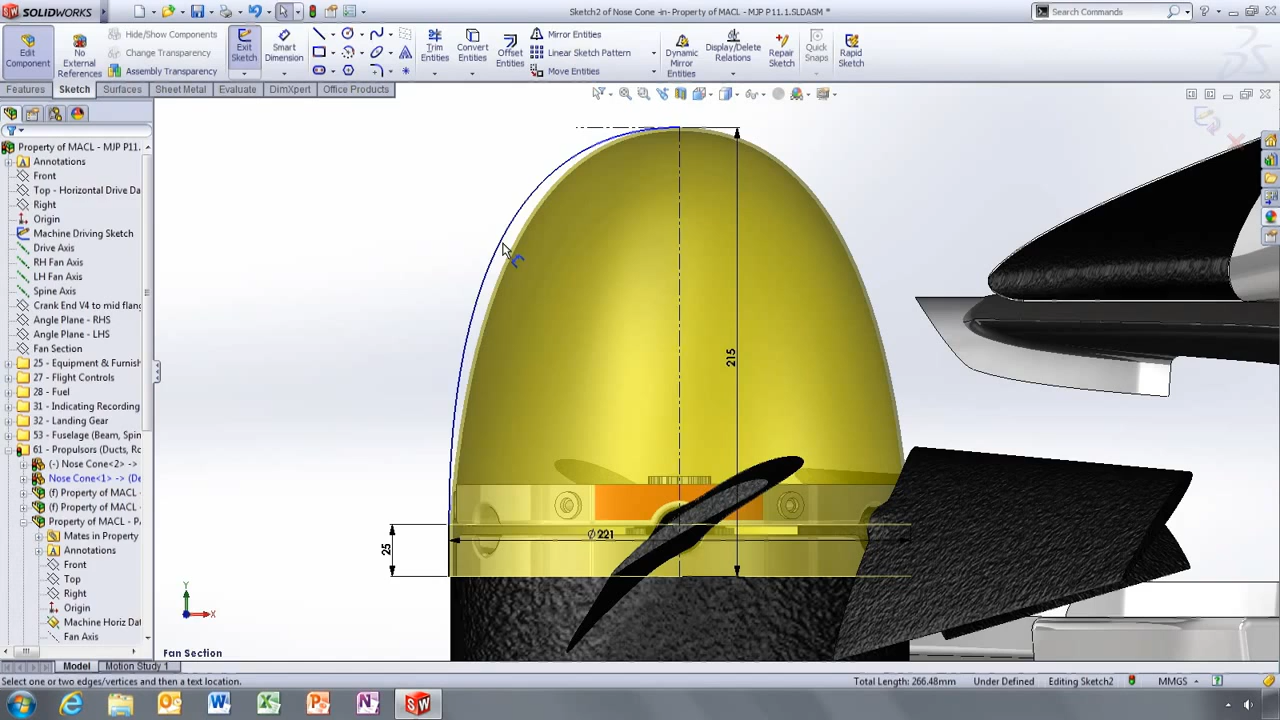 SOLIDWORKS
Sketch2 of Nose Cone -in- Property of MACL - MJP P11.1.SLDASM *
Search Commands
Edit Component
No External References
Hide/Show Components
Change Transparency
Assembly Transparency
Exit Sketch
Smart Dimension
Trim Entities
Convert Entities
Offset Entities
Mirror Entities
Linear Sketch Pattern
Move Entities
Dynamic Mirror Entities
Display/Delete Relations
Repair Sketch
Quick Snaps
Rapid Sketch
Features
Sketch
Surfaces
Sheet Metal
Evaluate
DimXpert
Office Products
Property of MACL - MJP P11.
Annotations
Front
Top - Horizontal Drive Da
Right
Origin
Machine Driving Sketch
Drive Axis
RH Fan Axis
LH Fan Axis
Spine Axis
Crank End V4 to mid flang
Angle Plane - RHS
Angle Plane - LHS
Fan Section
25 - Equipment & Furnish
27 - Flight Controls
28 - Fuel
31 - Indicating Recording
32 - Landing Gear
53 - Fuselage (Beam, Spin
61 - Propulsors (Ducts, Ro
(-) Nose Cone<2> ->
Nose Cone<1> -> (De
(f) Property of MACL -
(f) Property of MACL -
Property of MACL - PA
Mates in Property
Annotations
Front
Top
Right
Origin
Machine Horiz Dat
Fan Axis
215
Ø221
25
Y
X
Fan Section
Model
Motion Study 1
Select one or two edges/vertices and then a text location.
Total Length: 266.48mm
Under Defined
Editing Sketch2
MMGS